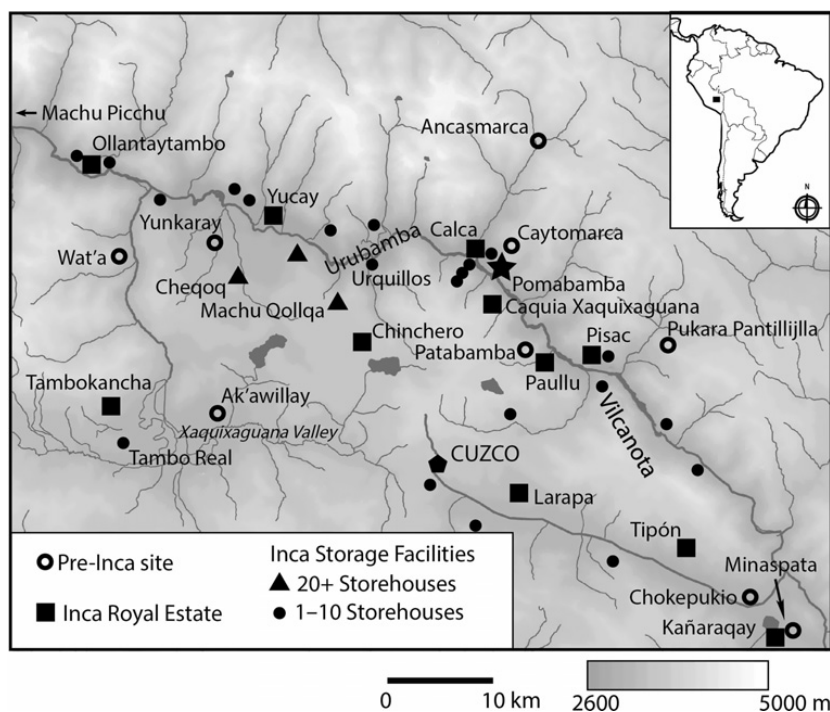 ← Machu Picchu
Ollantaytambo
Ancasmarca
N
Yucay
Yunkaray
Wat'a
Urubamba
Calca
Caytomarca
Cheqoq
Urquillos
Pomabamba
Machu Qollqa
Caquia Xaquixaguana
Chinchero
Pisac
Pukara Pantillijlla
Patabamba
Paullu
Tambokancha
Ak'awillay
Vilcanota
Xaquixaguana Valley
Tambo Real
CUZCO
Larapa
Tipón
Minaspata
Chokepukio
Kañaraqay
Pre-Inca site
Inca Royal Estate
Inca Storage Facilities
20+ Storehouses
1–10 Storehouses
0 10 km
2600 5000 m